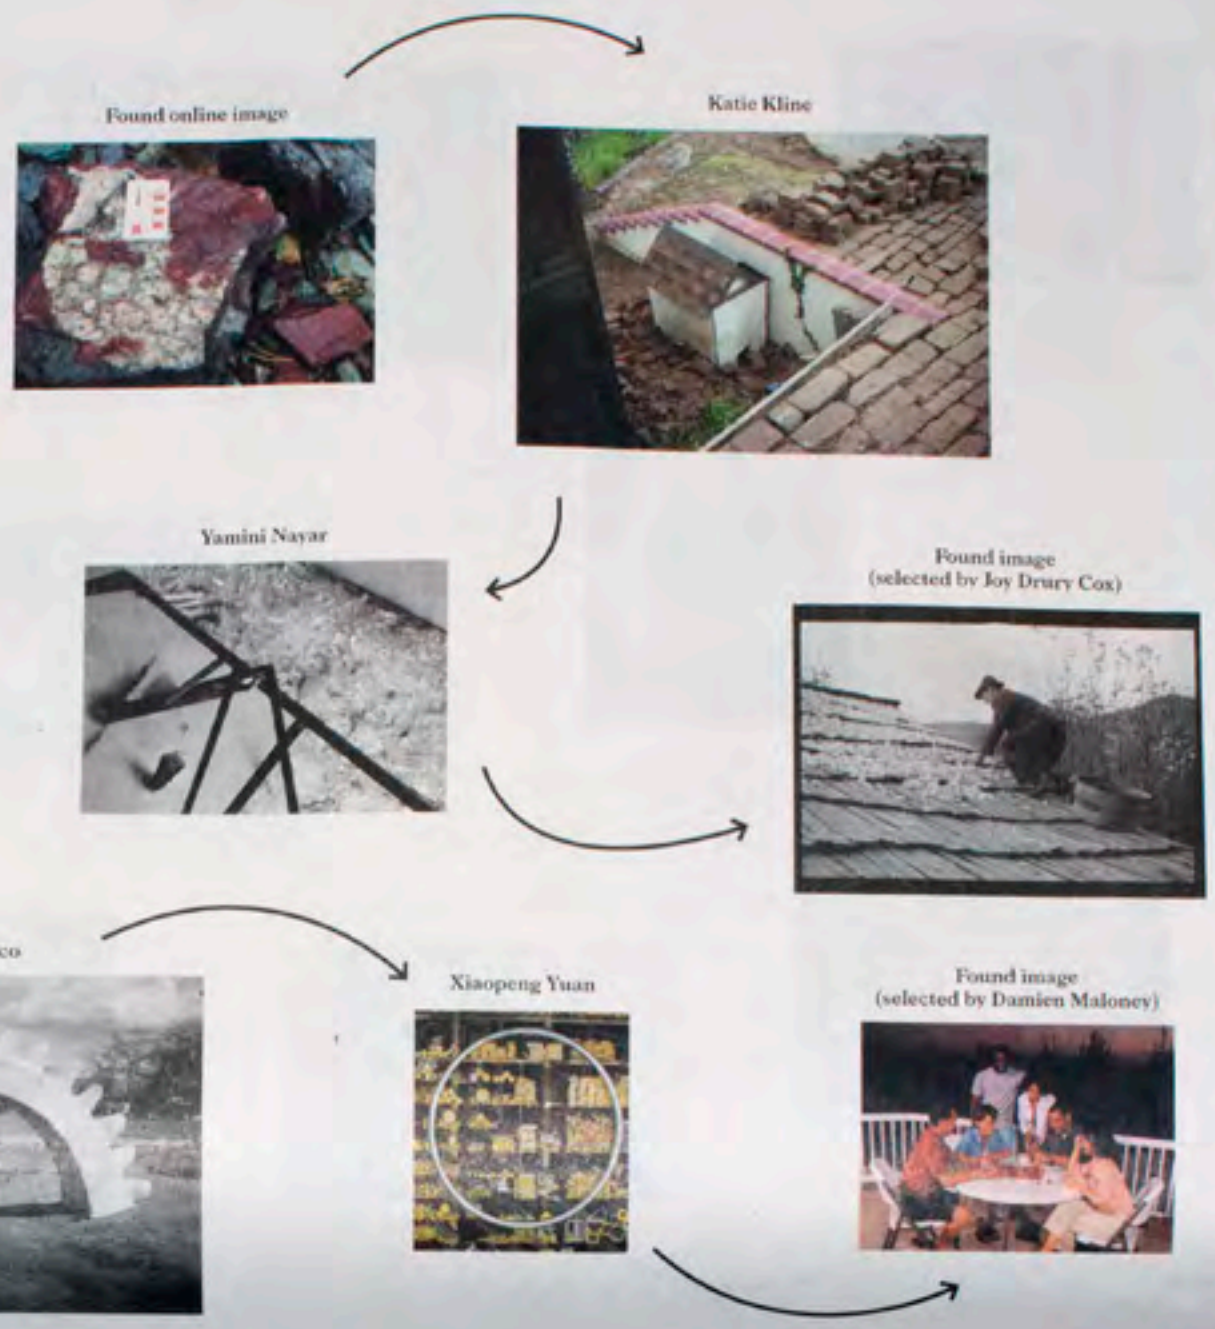 Found online image
Katie Kline
Yamini Nayar
Found image
(selected by Joy Drury Cox)
co
Xiaopeng Yuan
Found image
(selected by Damien Maloney)